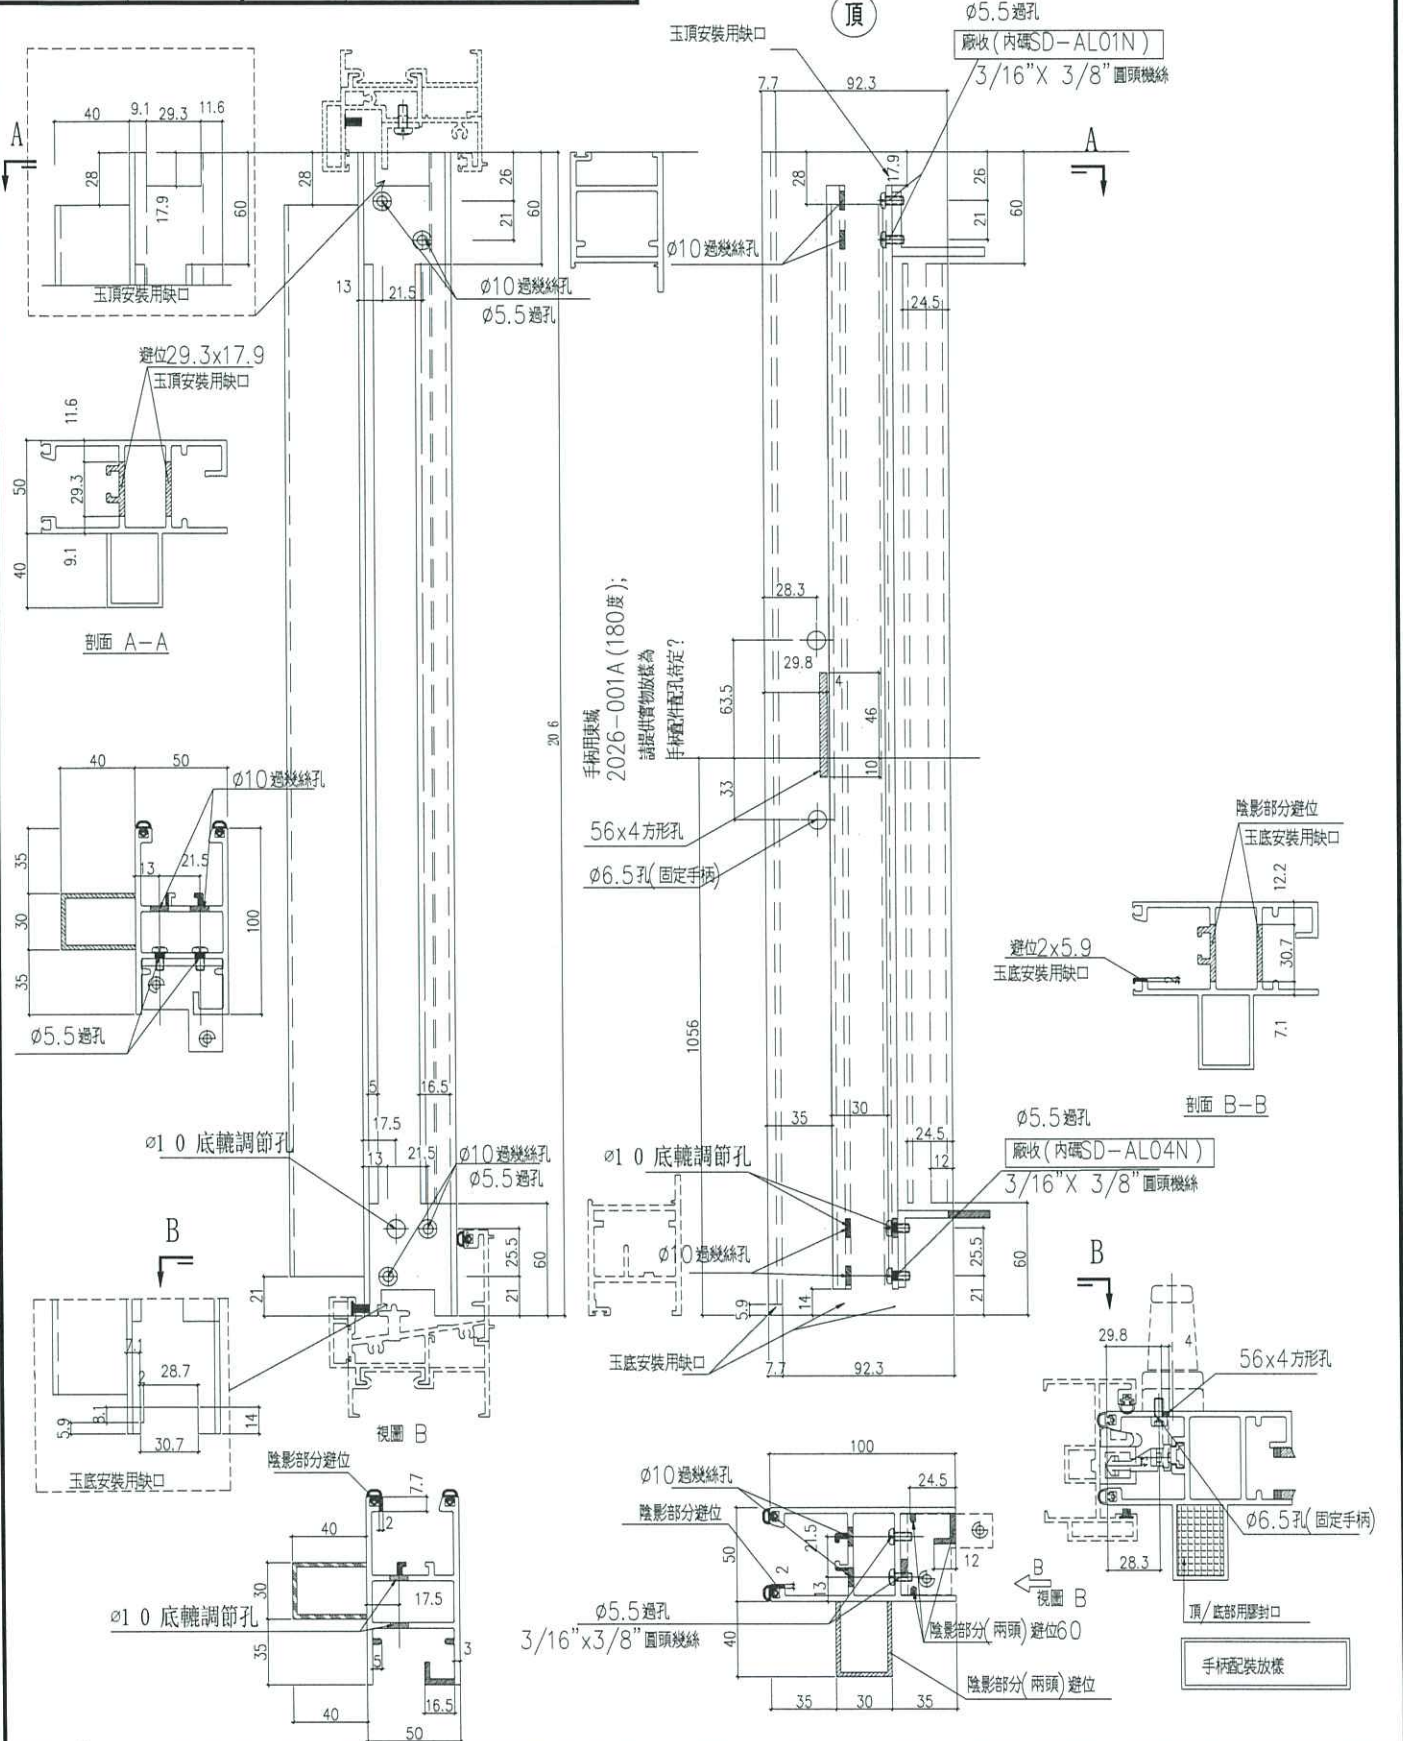 頂
玉頂安裝用缺口
ø5.5過孔
廠收(內碼SD-AL01N)
3/16"X 3/8"圓頭機絲
7.7
92.3
A
40
9.1
29.3
11.6
28
17.9
60
玉頂安裝用缺口
28
26
21
60
13
21.5
ø10過幾絲孔
ø5.5過孔
A
28
17.9
26
21
60
ø10過幾絲孔
24.5
避位29.3x17.9
玉頂安裝用缺口
11.6
50
29.3
40
9.1
剖面 A-A
20 6
手柄用東城
2026-001A(180度);
請提供實物放樣為
手柄配件配孔待定?
28.3
29.8
4
63.5
46
10
33
56x4方形孔
ø6.5孔(固定手柄)
1056
40
50
ø10過幾絲孔
35
13
21.5
30
100
35
ø5.5過孔
陰影部分避位
玉底安裝用缺口
12.2
避位2x5.9
玉底安裝用缺口
30.7
7.1
剖面 B-B
5
16.5
17.5
13
21.5
ø1 0 底轆調節孔
ø10過幾絲孔
ø5.5過孔
25.5
60
21
21
B
35
30
24.5
12
ø5.5過孔
廠收(內碼SD-AL04N)
3/16"X 3/8"圓頭機絲
ø1 0 底轆調節孔
ø10過幾絲孔
25.5
60
21
14
5.9
玉底安裝用缺口
7.7
92.3
B
7.1
28.7
2
8.1
5.9
14
30.7
玉底安裝用缺口
視圖 B
29.8
4
56x4方形孔
ø6.5孔(固定手柄)
28.3
頂/底部用膠封口
手柄配裝放樣
陰影部分避位
7.7
2
40
30
17.5
ø1 0 底轆調節孔
35
5
3
16.5
40
50
100
ø10過幾絲孔
24.5
陰影部分避位
50
21.5
12
2
13
B
視圖 B
ø5.5過孔
3/16"x3/8"圓頭幾絲
陰影部分(兩頭)避位60
40
陰影部分(兩頭)避位
35
30
35